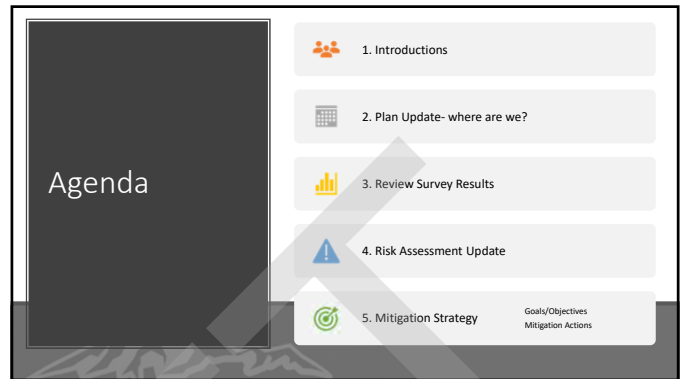 Agenda
1. Introductions
2. Plan Update- where are we?
3. Review Survey Results
4. Risk Assessment Update
5. Mitigation Strategy
Goals/Objectives
Mitigation Actions